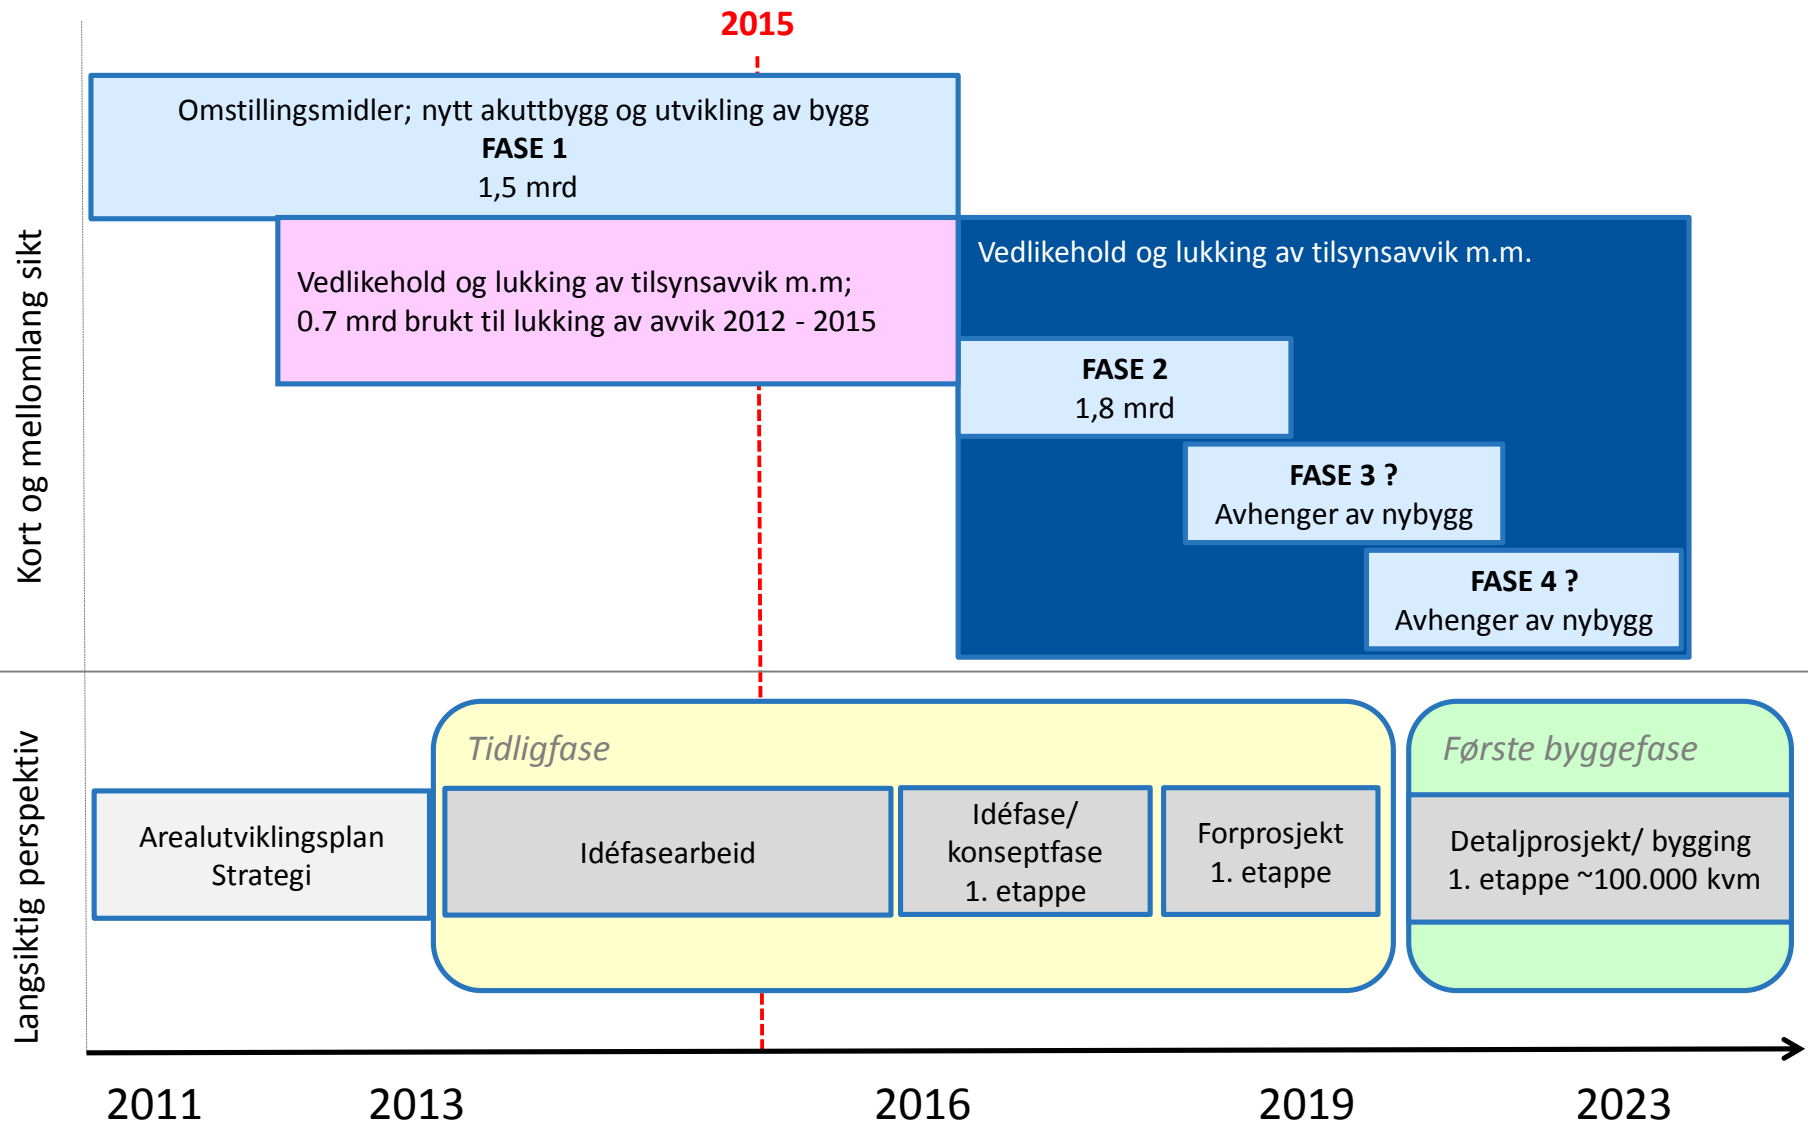 2015
Omstillingsmidler; nytt akuttbygg og utvikling av bygg
FASE 1
1,5 mrd
Kort og mellomlang sikt
Vedlikehold og lukking av tilsynsavvik m.m;
0.7 mrd brukt til lukking av avvik 2012 - 2015
Vedlikehold og lukking av tilsynsavvik m.m.
FASE 2
1,8 mrd
FASE 3 ?
Avhenger av nybygg
FASE 4 ?
Avhenger av nybygg
Langsiktig perspektiv
Tidligfase
Første byggefase
Arealutviklingsplan
Strategi
Idéfasearbeid
Idéfase/
konseptfase
1. etappe
Forprosjekt
1. etappe
Detaljprosjekt/ bygging
1. etappe ~100.000 kvm
2011
2013
2016
2019
2023